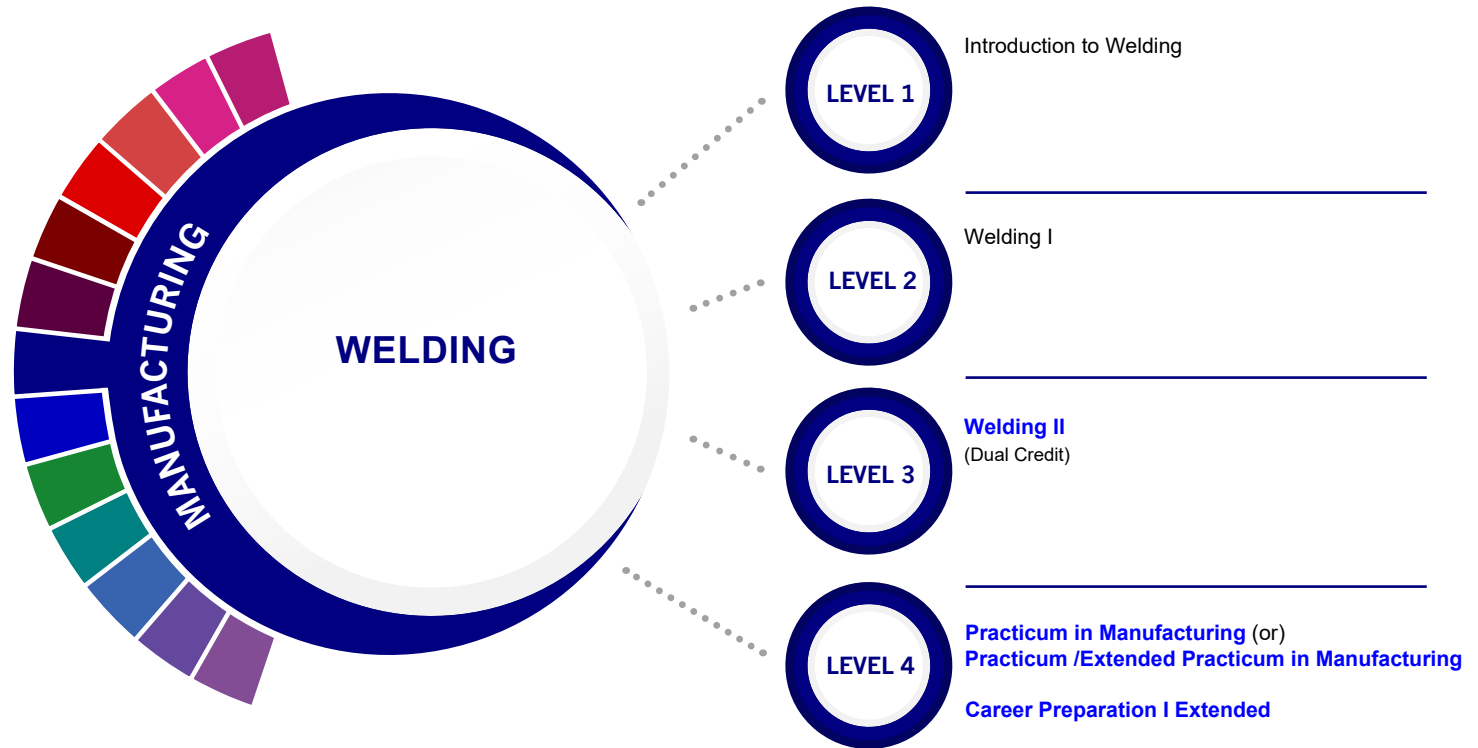 MANUFACTURING
WELDING
LEVEL 1
Introduction to Welding
LEVEL 2
Welding I
LEVEL 3
Welding II
(Dual Credit)
LEVEL 4
Practicum in Manufacturing (or)
Practicum /Extended Practicum in Manufacturing
Career Preparation I Extended